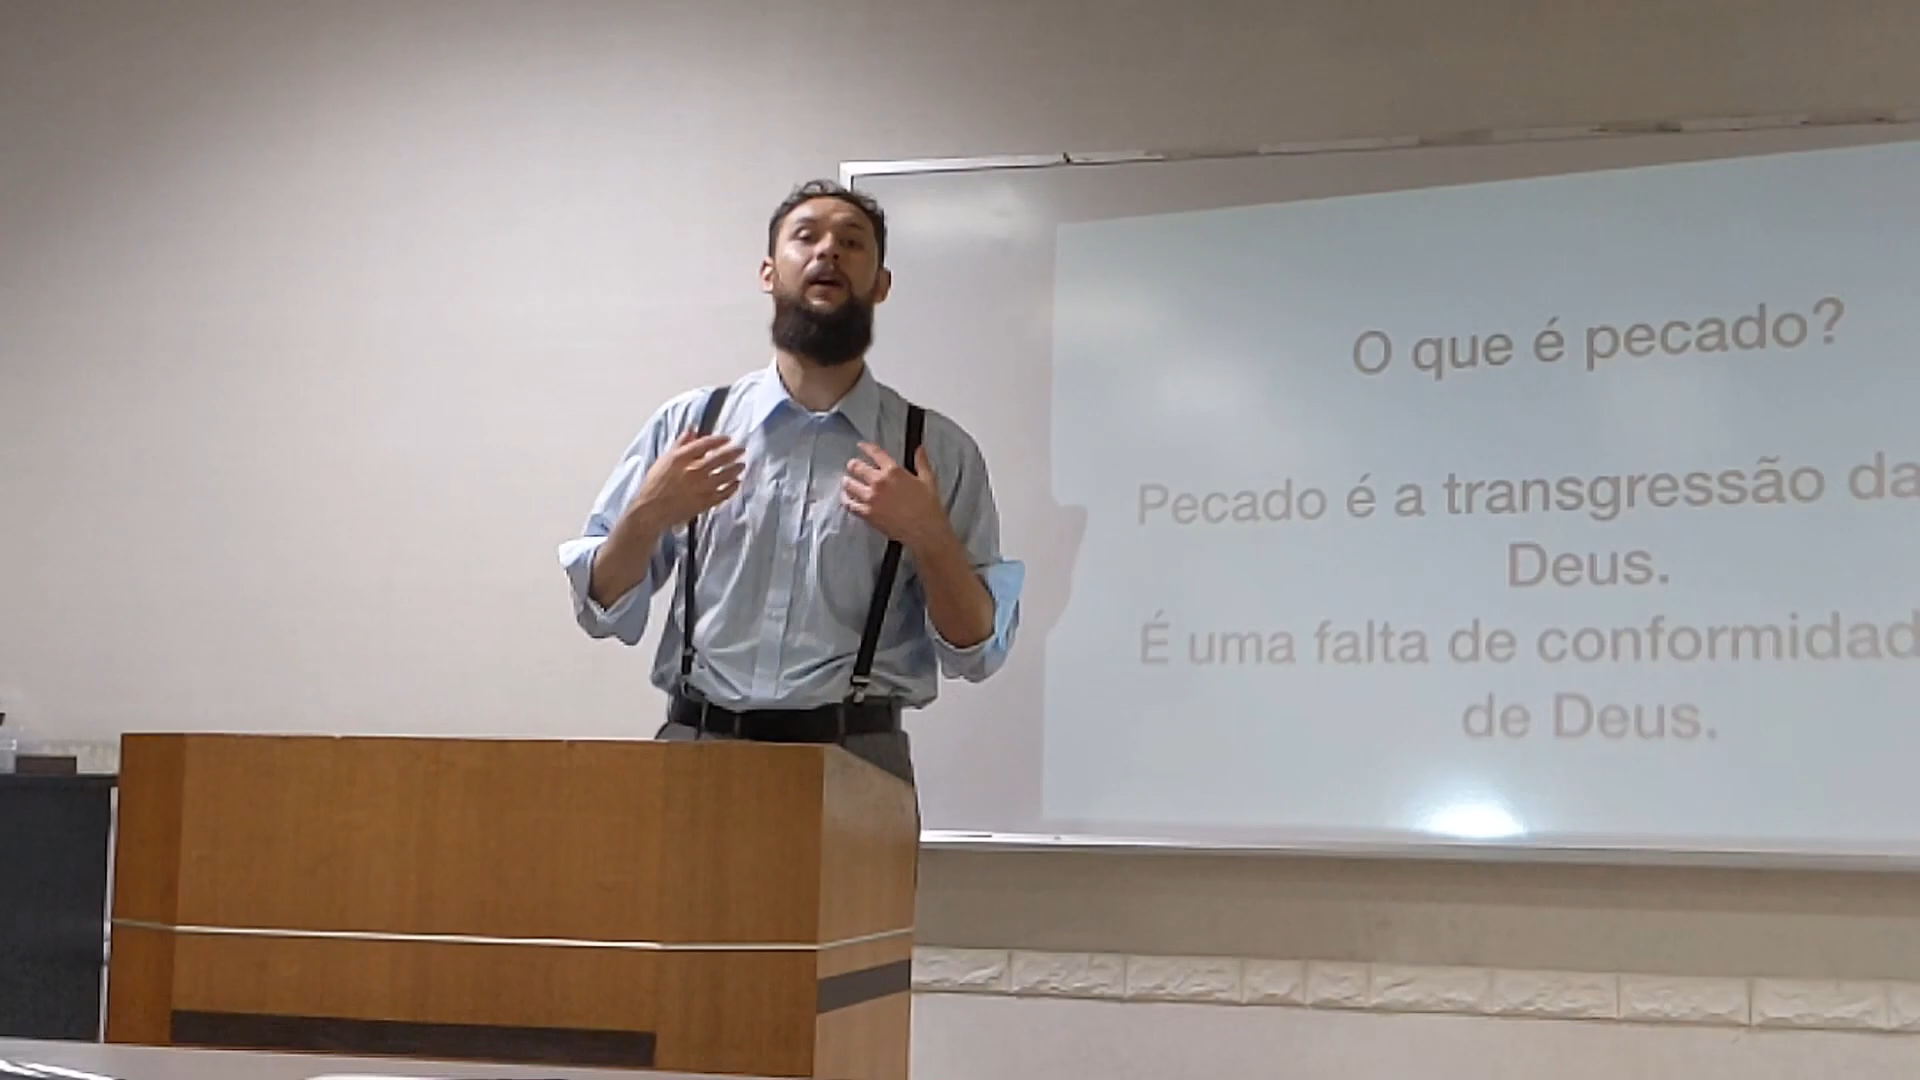 O que é pecado?
Pecado é a transgressão da
Deus.
É uma falta de conformidad
de Deus.